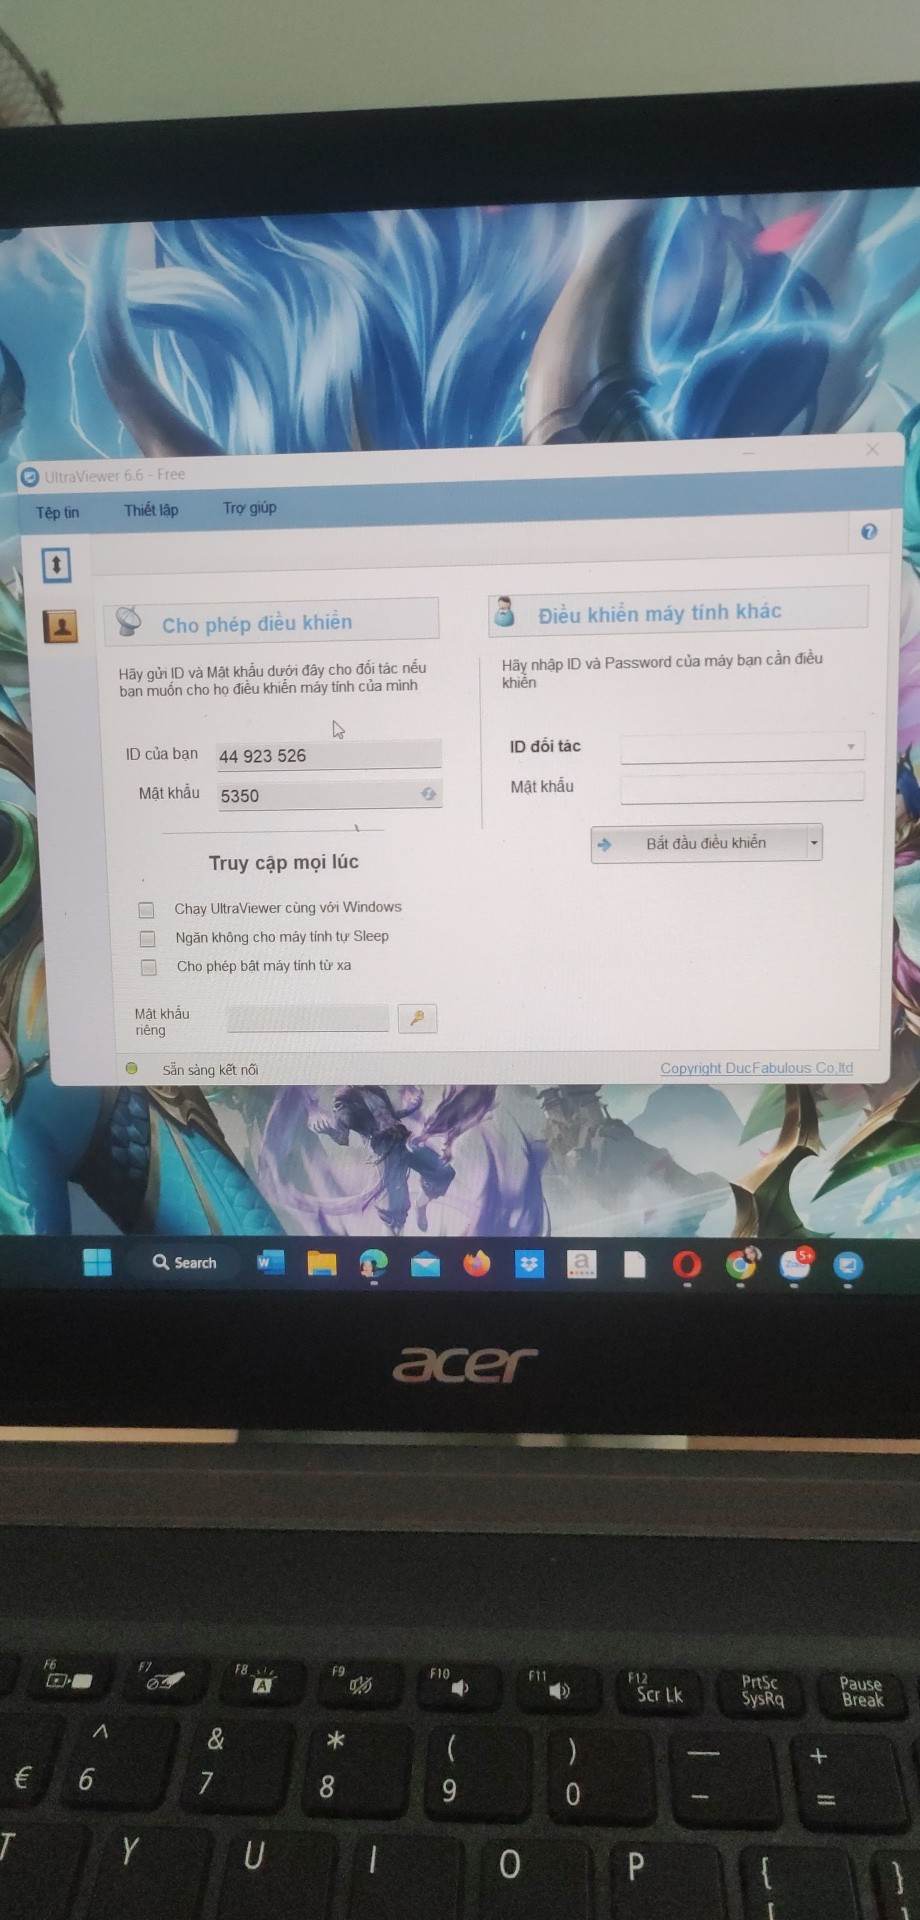 UltraViewer 6.6 - Free
Tệp tin Thiết lập Trợ giúp
Cho phép điều khiển
Hãy gửi ID và Mật khẩu dưới đây cho đối tác nếu
bạn muốn cho họ điều khiển máy tính của mình
ID của bạn 44 923 526
Mật khẩu 5350
Truy cập mọi lúc
Chạy UltraViewer cùng với Windows
Ngăn không cho máy tính tự Sleep
Cho phép bật máy tính từ xa
Mật khẩu
riêng
Điều khiển máy tính khác
Hãy nhập ID và Password của máy bạn cần điều
khiển
ID đối tác
Mật khẩu
Bắt đầu điều khiển
Sẵn sàng kết nối
Copyright DucFabulous Co,ltd
Search
W
a
Zalo
5+
acer
F6 F7 F8 F9 F10 F11 F12 PrtSc Pause
A Scr Lk SysRq Break
^ & * ( ) — +
€ 6 7 8 9 0 - =
T Y U I O P { }
[ ]